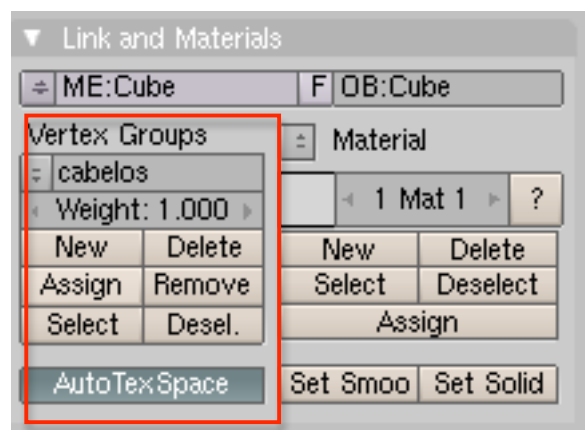 Link and Materials
ME:Cube F OB:Cube
Vertex Groups
cabelos
Weight: 1.000
New Delete
Assign Remove
Select Desel.
AutoTexSpace
Material
1 Mat 1 ?
New Delete
Select Deselect
Assign
Set Smoo Set Solid